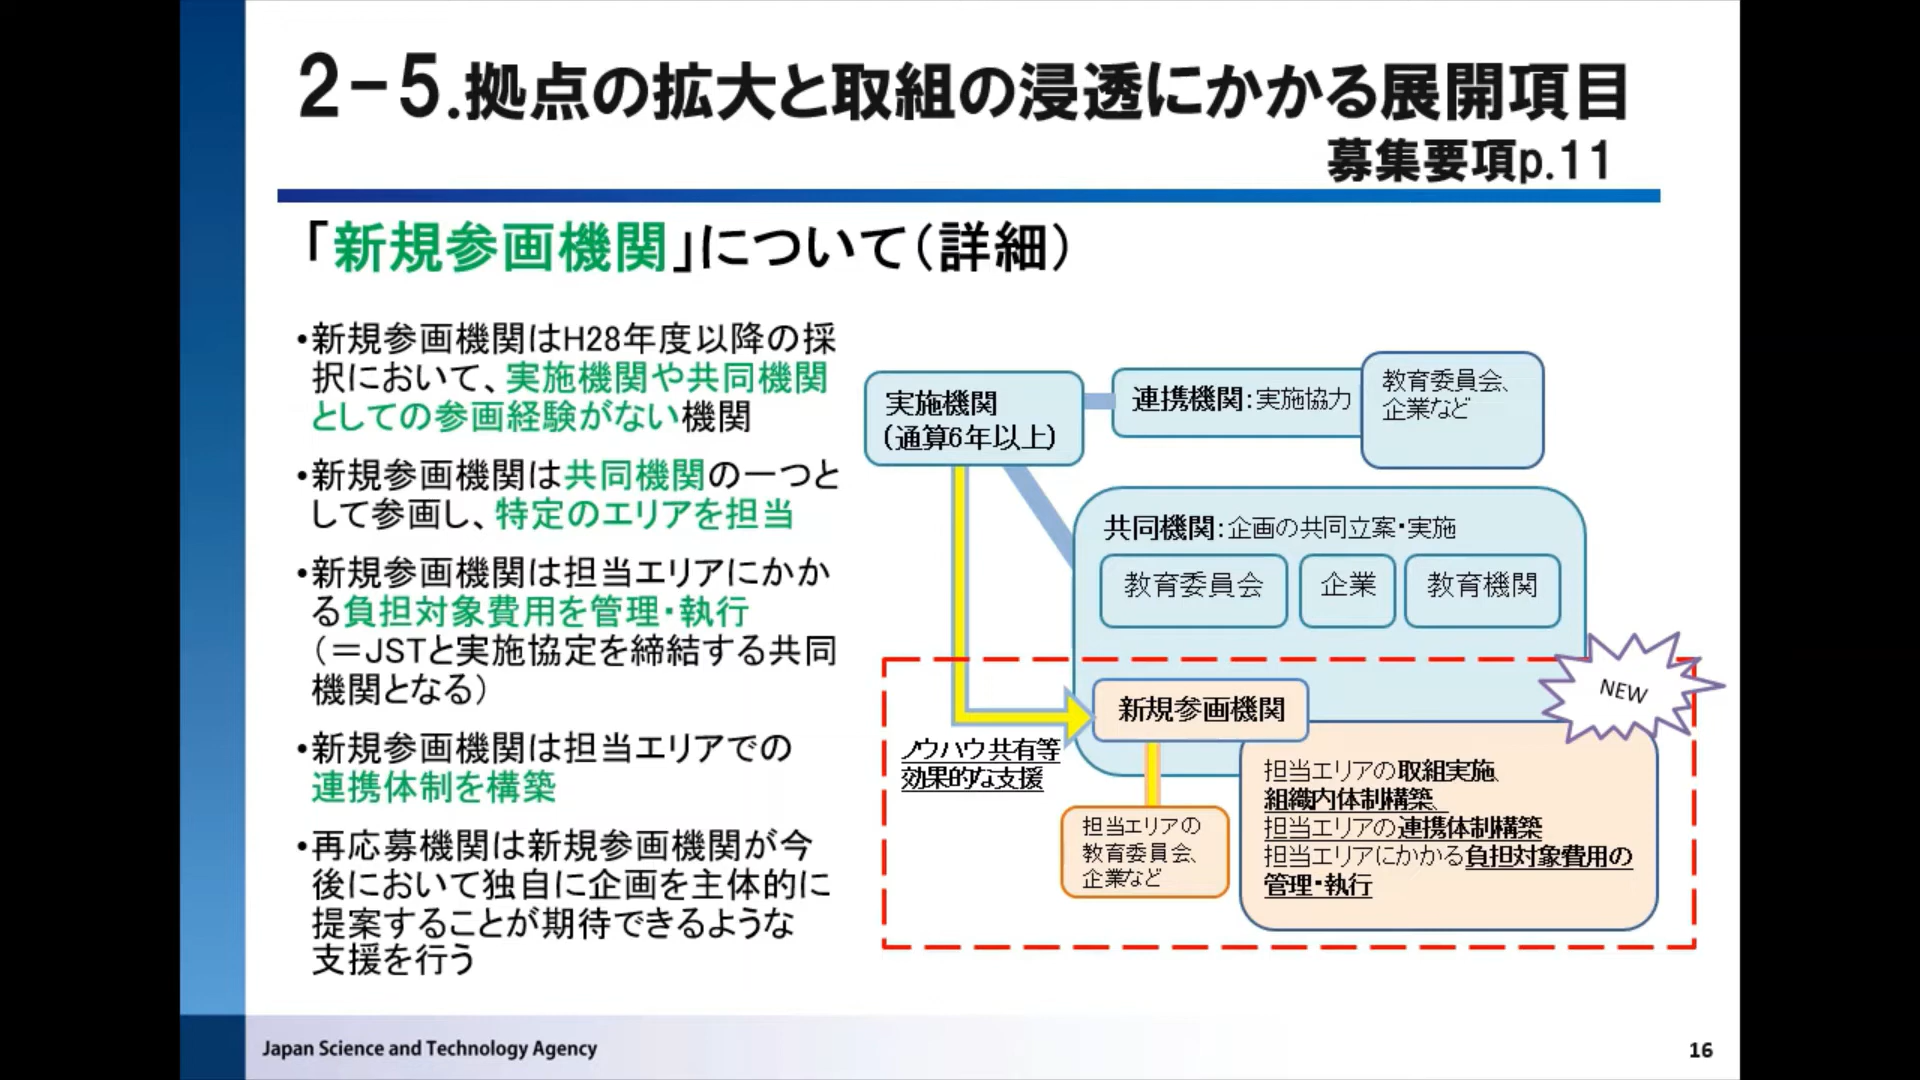 2-5.拠点の拡大と取組の浸透にかかる展開項目
募集要項p.11
「新規参画機関」について（詳細）
•新規参画機関はH28年度以降の採
択において、実施機関や共同機関
としての参画経験がない機関
•新規参画機関は共同機関の一つと
して参画し、特定のエリアを担当
•新規参画機関は担当エリアにかか
る負担対象費用を管理・執行
（＝JSTと実施協定を締結する共同
機関となる）
•新規参画機関は担当エリアでの
連携体制を構築
•再応募機関は新規参画機関が今
後において独自に企画を主体的に
提案することが期待できるような
支援を行う
実施機関
（通算6年以上）
連携機関：実施協力
教育委員会、
企業など
共同機関：企画の共同立案・実施
教育委員会
企業
教育機関
NEW
新規参画機関
ノウハウ共有等
効果的な支援
担当エリアの
教育委員会、
企業など
担当エリアの取組実施、
組織内体制構築、
担当エリアの連携体制構築
担当エリアにかかる負担対象費用の
管理・執行
Japan Science and Technology Agency
16